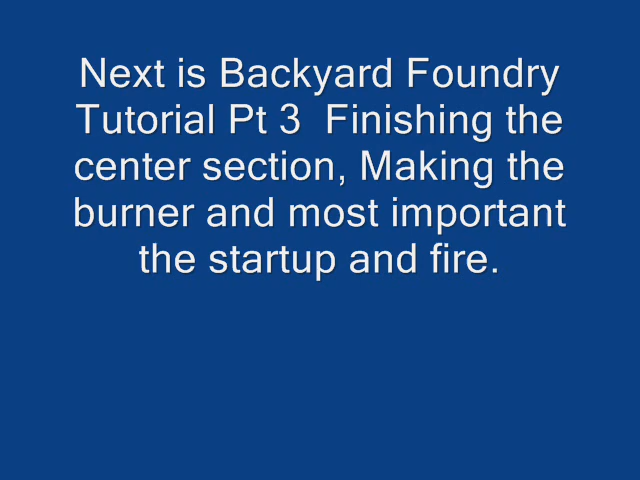 Next is Backyard Foundry
Tutorial Pt 3  Finishing the
center section, Making the
burner and most important
the startup and fire.